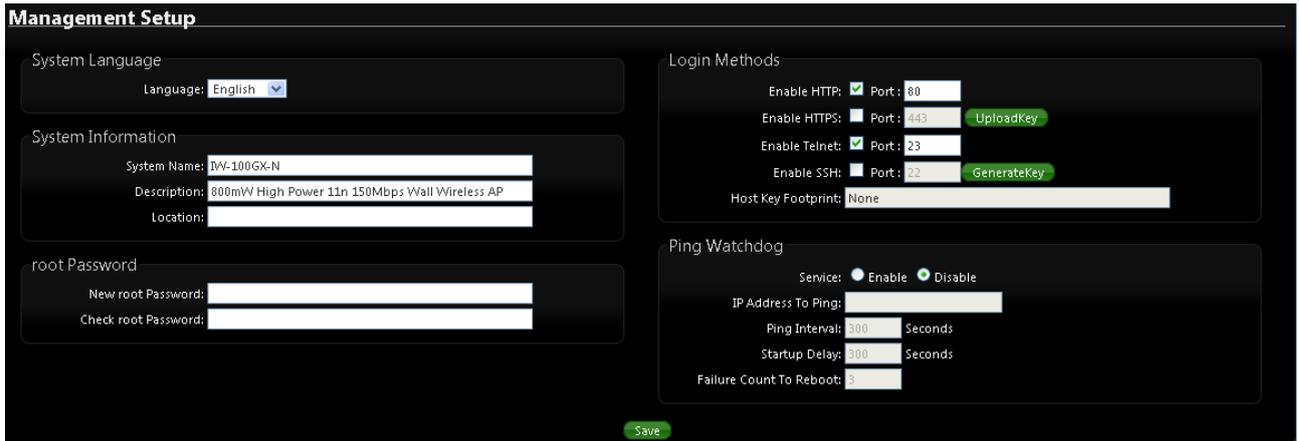 Management Setup
System Language
Language: English
System Information
System Name: IW-100GX-N
Description: 800mW High Power 11n 150Mbps Wall Wireless AP
Location:
root Password
New root Password:
Check root Password:
Login Methods
Enable HTTP: Port : 80
Enable HTTPS: Port : 443 UploadKey
Enable Telnet: Port : 23
Enable SSH: Port : 22 GenerateKey
Host Key Footprint: None
Ping Watchdog
Service: Enable Disable
IP Address To Ping:
Ping Interval: 300 Seconds
Startup Delay: 300 Seconds
Failure Count To Reboot: 3
Save